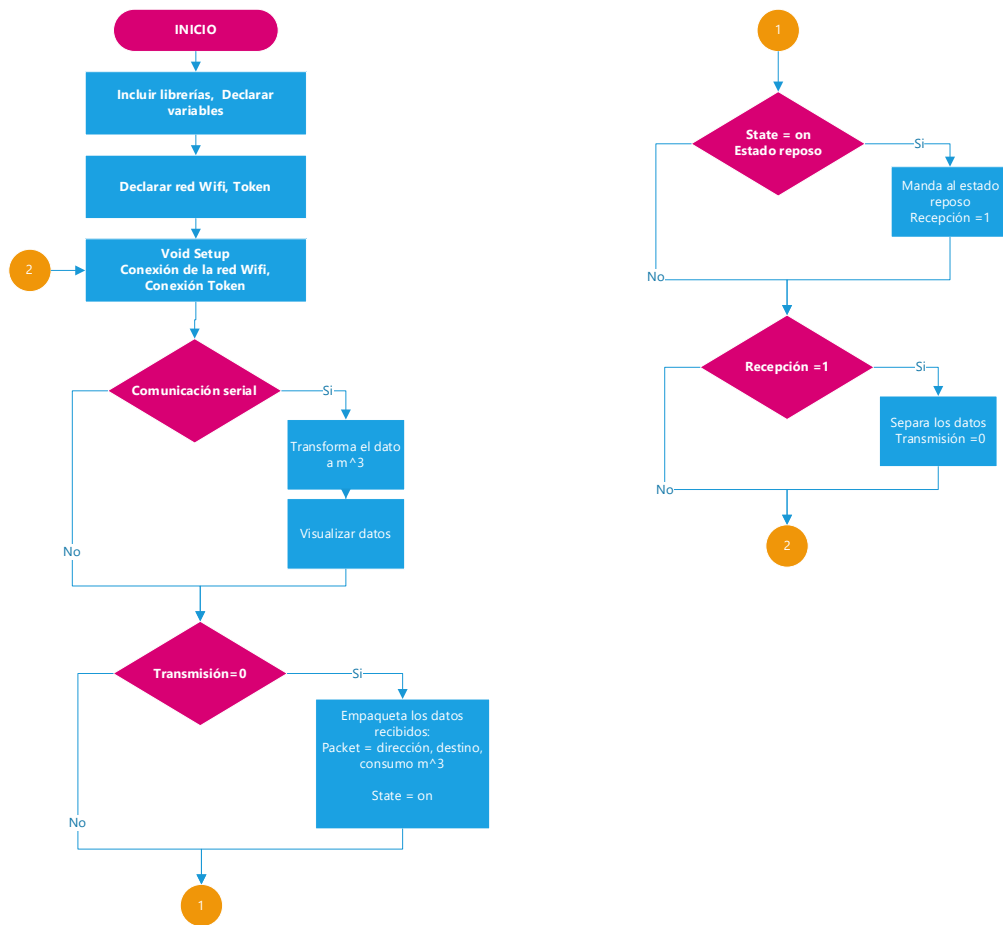 INICIO
Incluir librerías, Declarar
variables
Declarar red Wifi, Token
2
Void Setup
Conexión de la red Wifi,
Conexión Token
Comunicación serial
Si
Transforma el dato
a m^3
Visualizar datos
No
Transmisión=0
Si
Empaqueta los datos
recibidos:
Packet = dirección, destino,
consumo m^3
State = on
No
1
1
State = on
Estado reposo
Si
Manda al estado
reposo
Recepción =1
No
Recepción =1
Si
Separa los datos
Transmisión =0
No
2